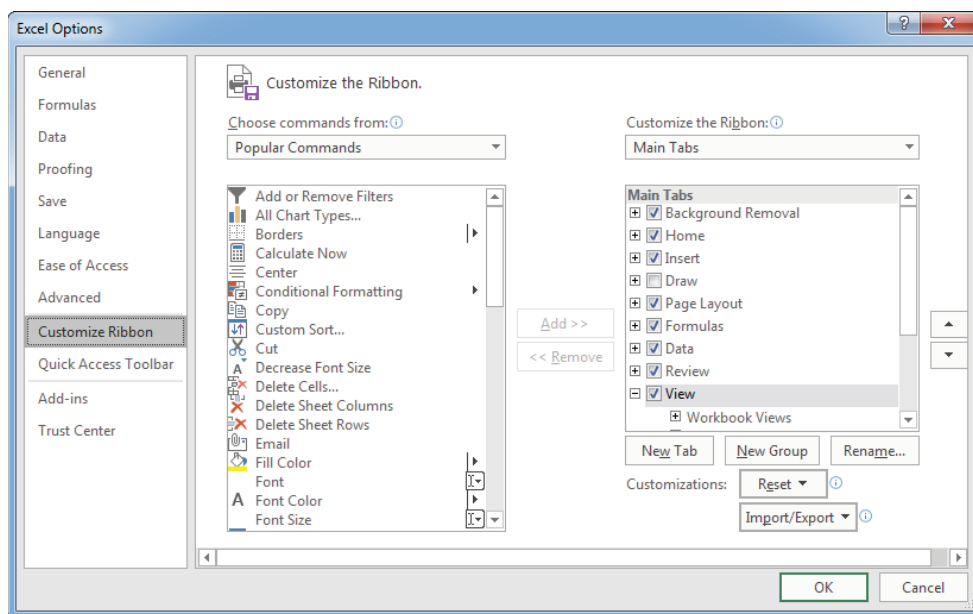 Excel Options
General
Formulas
Data
Proofing
Save
Language
Ease of Access
Advanced
Customize Ribbon
Quick Access Toolbar
Add-ins
Trust Center
Customize the Ribbon.
Choose commands from:
Popular Commands
Add or Remove Filters
All Chart Types...
Borders
Calculate Now
Center
Conditional Formatting
Copy
Custom Sort...
Cut
Decrease Font Size
Delete Cells...
Delete Sheet Columns
Delete Sheet Rows
Email
Fill Color
Font
Font Color
Font Size
Add >>
<< Remove
Customize the Ribbon:
Main Tabs
Main Tabs
Background Removal
Home
Insert
Draw
Page Layout
Formulas
Data
Review
View
Workbook Views
New Tab
New Group
Rename...
Customizations:
Reset
Import/Export
OK
Cancel